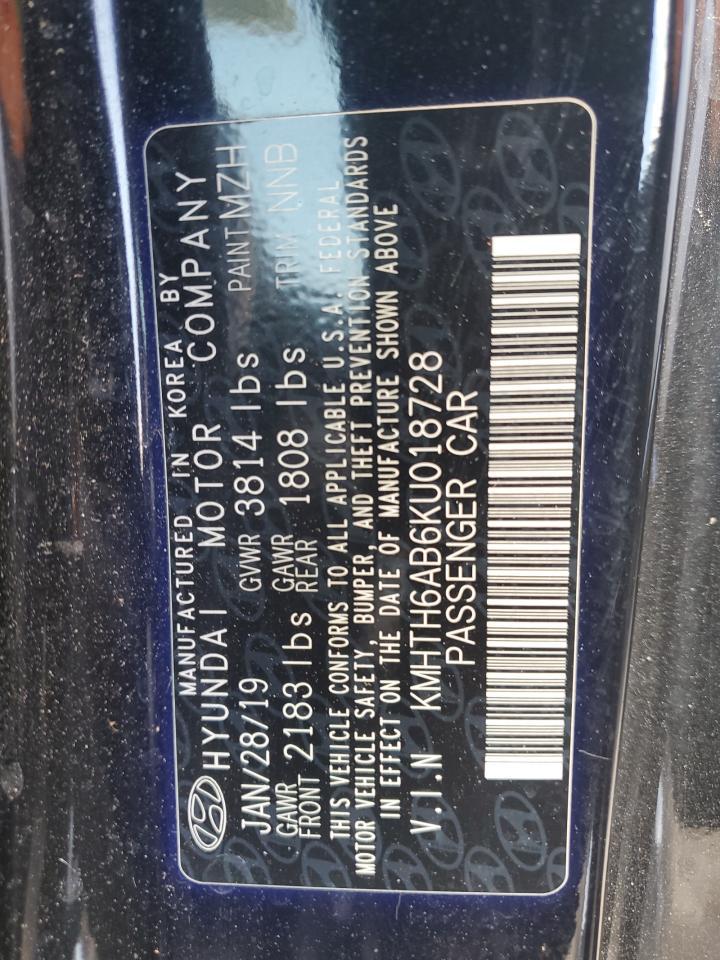 MANUFACTURED IN KOREA BY
HYUNDAI MOTOR COMPANY
JAN/28/19 GVWR 3814 lbs PAINT MZH
GAWR FRONT 2183 lbs GAWR REAR 1808 lbs TRIM NNB
THIS VEHICLE CONFORMS TO ALL APPLICABLE U.S.A. FEDERAL
MOTOR VEHICLE SAFETY, BUMPER, AND THEFT PREVENTION STANDARDS
IN EFFECT ON THE DATE OF MANUFACTURE SHOWN ABOVE
V.I.N KMHTH6AB6KU018728
PASSENGER CAR